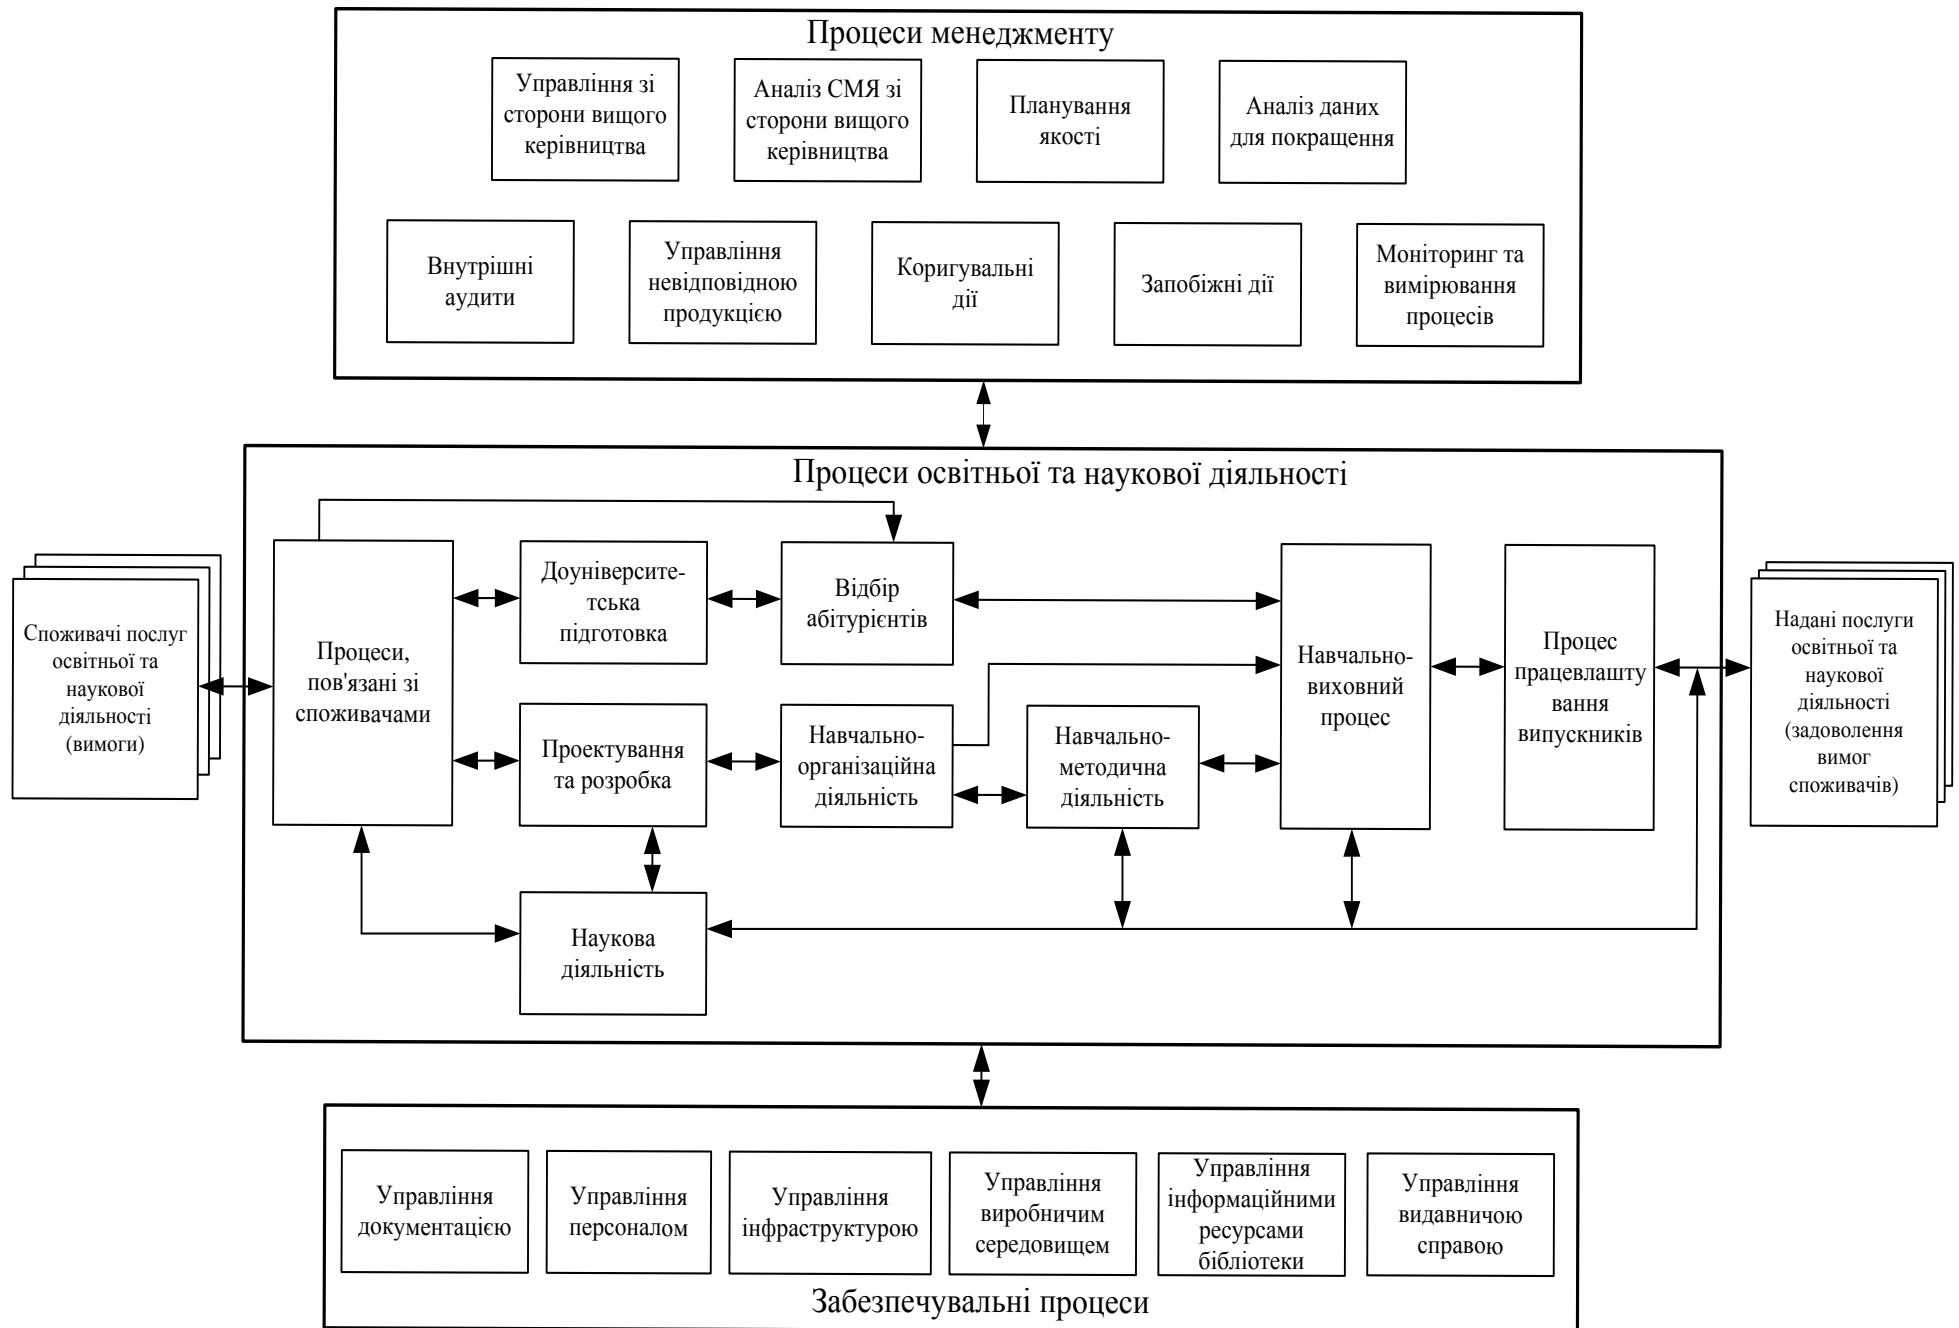 Процеси менеджменту
Управління зі
сторони вищого
керівництва
Аналіз СМЯ зі
сторони вищого
керівництва
Планування
якості
Аналіз даних
для покращення
Внутрішні
аудити
Управління
невідповідною
продукцією
Коригувальні
дії
Запобіжні дії
Моніторинг та
вимірювання
процесів
Процеси освітньої та наукової діяльності
Споживачі послуг
освітньої та
наукової
діяльності
(вимоги)
Процеси,
пов'язані зі
споживачами
Доуніверсите-
тська
підготовка
Відбір
абітурієнтів
Проектування
та розробка
Навчально-
організаційна
діяльність
Навчально-
методична
діяльність
Навчально-
виховний
процес
Процес
працевлашту
вання
випускників
Надані послуги
освітньої та
наукової
діяльності
(задоволення
вимог
споживачів)
Наукова
діяльність
Управління
документацією
Управління
персоналом
Управління
інфраструктурою
Управління
виробничим
середовищем
Управління
інформаційними
ресурсами
бібліотеки
Управління
видавничою
справою
Забезпечувальні процеси